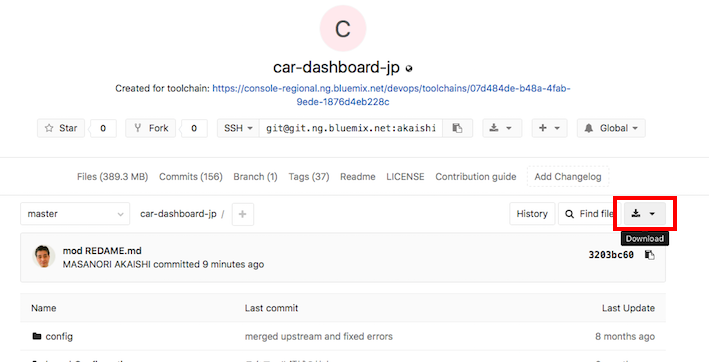 C
car-dashboard-jp
Created for toolchain: https://console-regional.ng.bluemix.net/devops/toolchains/07d484de-b48a-4fab-
9ede-1876d4eb228c
Star 0 Fork 0 SSH git@git.ng.bluemix.net:akaishi Global
Files (389.3 MB) Commits (156) Branch (1) Tags (37) Readme LICENSE Contribution guide Add Changelog
master car-dashboard-jp / + History Find file
Download
mod REDAME.md
MASANORI AKAISHI committed 9 minutes ago 3203bc60
Name Last commit Last Update
config merged upstream and fixed errors 8 months ago